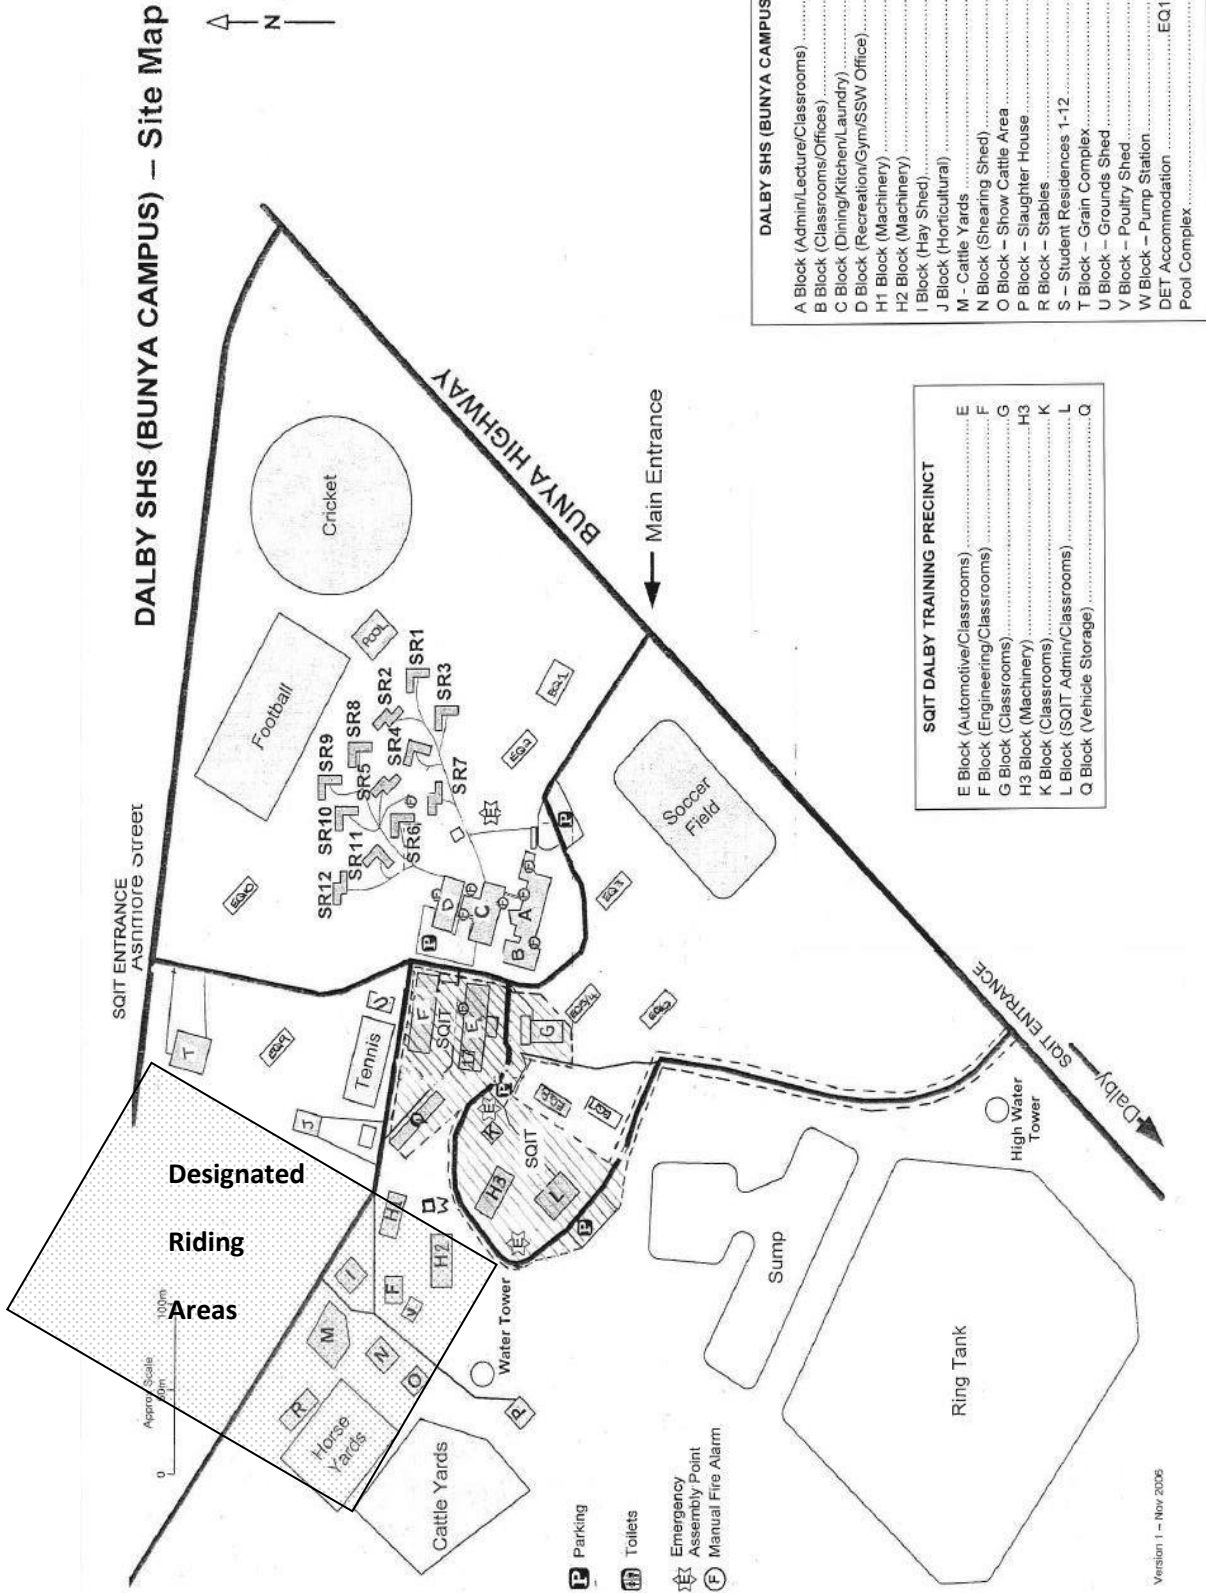 DALBY SHS (BUNYA CAMPUS) – Site Map
N
SQIT ENTRANCE
Ashmore Street
BUNYA HIGHWAY
Main Entrance
SQIT ENTRANCE
Dalby
Cricket
Football
POOL
Soccer
Field
SR1
SR2
SR3
SR4
SR5
SR6
SR7
SR8
SR9
SR10
SR11
SR12
EQ1
EQ2
EQ3
EQ9
EQ10
P
P
P
P
E
E
E
F
A
B
C
D
T
S
Tennis
J
F
SQIT
E
G
Q
K
SQIT
H3
L
W
H2
I
F
M
N
O
R
P
Horse
Yards
Cattle Yards
Water Tower
High Water
Tower
Sump
Ring Tank
Designated
Riding
Areas
Approx Scale
0
50m
100m
P Parking
Toilets
E Emergency
Assembly Point
F Manual Fire Alarm
Version 1 – Nov 2006
SQIT DALBY TRAINING PRECINCT
E Block (Automotive/Classrooms) E
F Block (Engineering/Classrooms) F
G Block (Classrooms) G
H3 Block (Machinery) H3
K Block (Classrooms) K
L Block (SQIT Admin/Classrooms) L
Q Block (Vehicle Storage) Q
DALBY SHS (BUNYA CAMPUS
A Block (Admin/Lecture/Classrooms)
B Block (Classrooms/Offices)
C Block (Dining/Kitchen/Laundry)
D Block (Recreation/Gym/SSW Office)
H1 Block (Machinery)
H2 Block (Machinery)
I Block (Hay Shed)
J Block (Horticultural)
M - Cattle Yards
N Block (Shearing Shed)
O Block – Show Cattle Area
P Block – Slaughter House
R Block – Stables
S – Student Residences 1-12
T Block – Grain Complex
U Block – Grounds Shed
V Block – Poultry Shed
W Block – Pump Station
DET Accommodation EQ1
Pool Complex